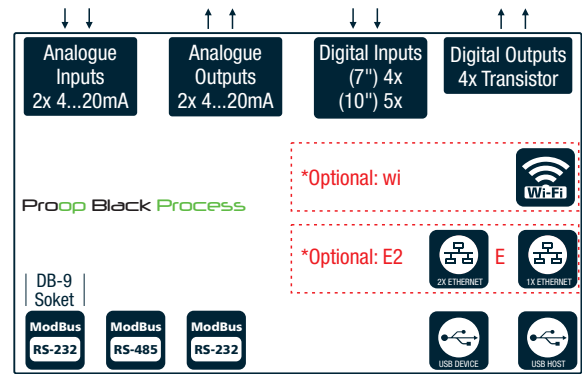 Analogue
Inputs
2x 4...20mA
Analogue
Outputs
2x 4...20mA
Digital Inputs
(7") 4x
(10") 5x
Digital Outputs
4x Transistor
*Optional: wi
Wi-Fi
Proop Black Process
*Optional: E2
2X ETHERNET
E
1X ETHERNET
DB-9
Soket
ModBus
RS-232
ModBus
RS-485
ModBus
RS-232
USB DEVICE
USB HOST